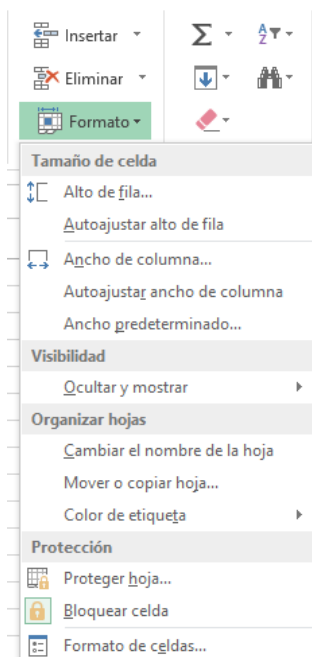 Insertar
Eliminar
Formato
A
Z
Tamaño de celda
Alto de fila...
Autoajustar alto de fila
Ancho de columna...
Autoajustar ancho de columna
Ancho predeterminado...
Visibilidad
Ocultar y mostrar
Organizar hojas
Cambiar el nombre de la hoja
Mover o copiar hoja...
Color de etiqueta
Protección
Proteger hoja...
Bloquear celda
Formato de celdas...